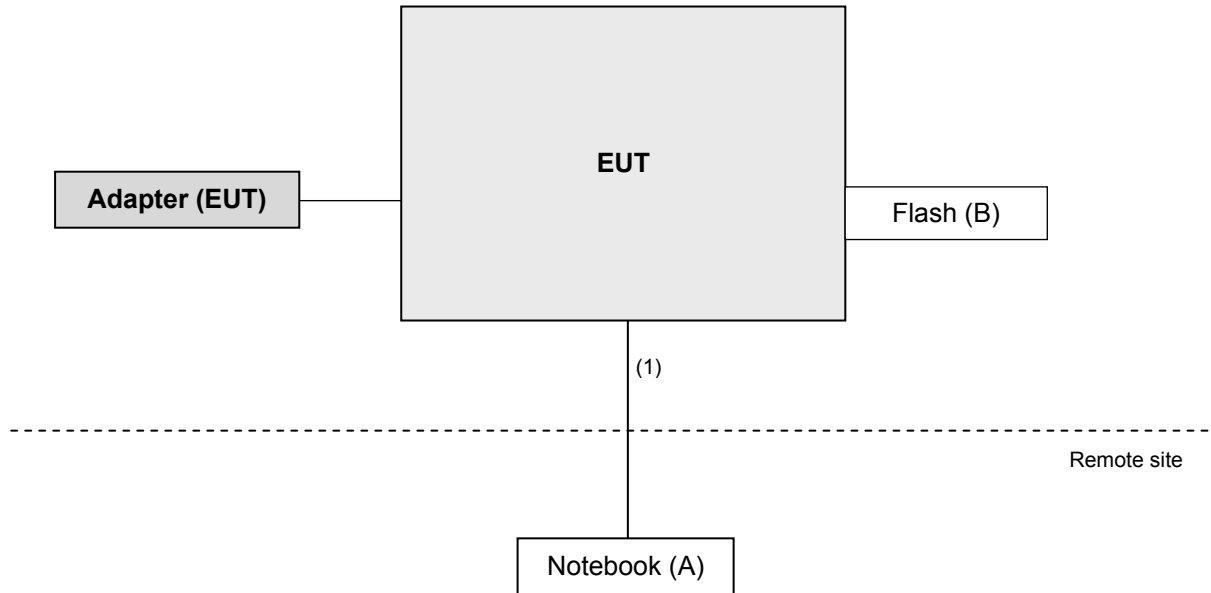 EUT
Adapter (EUT)
Flash (B)
(1)
Remote site
Notebook (A)